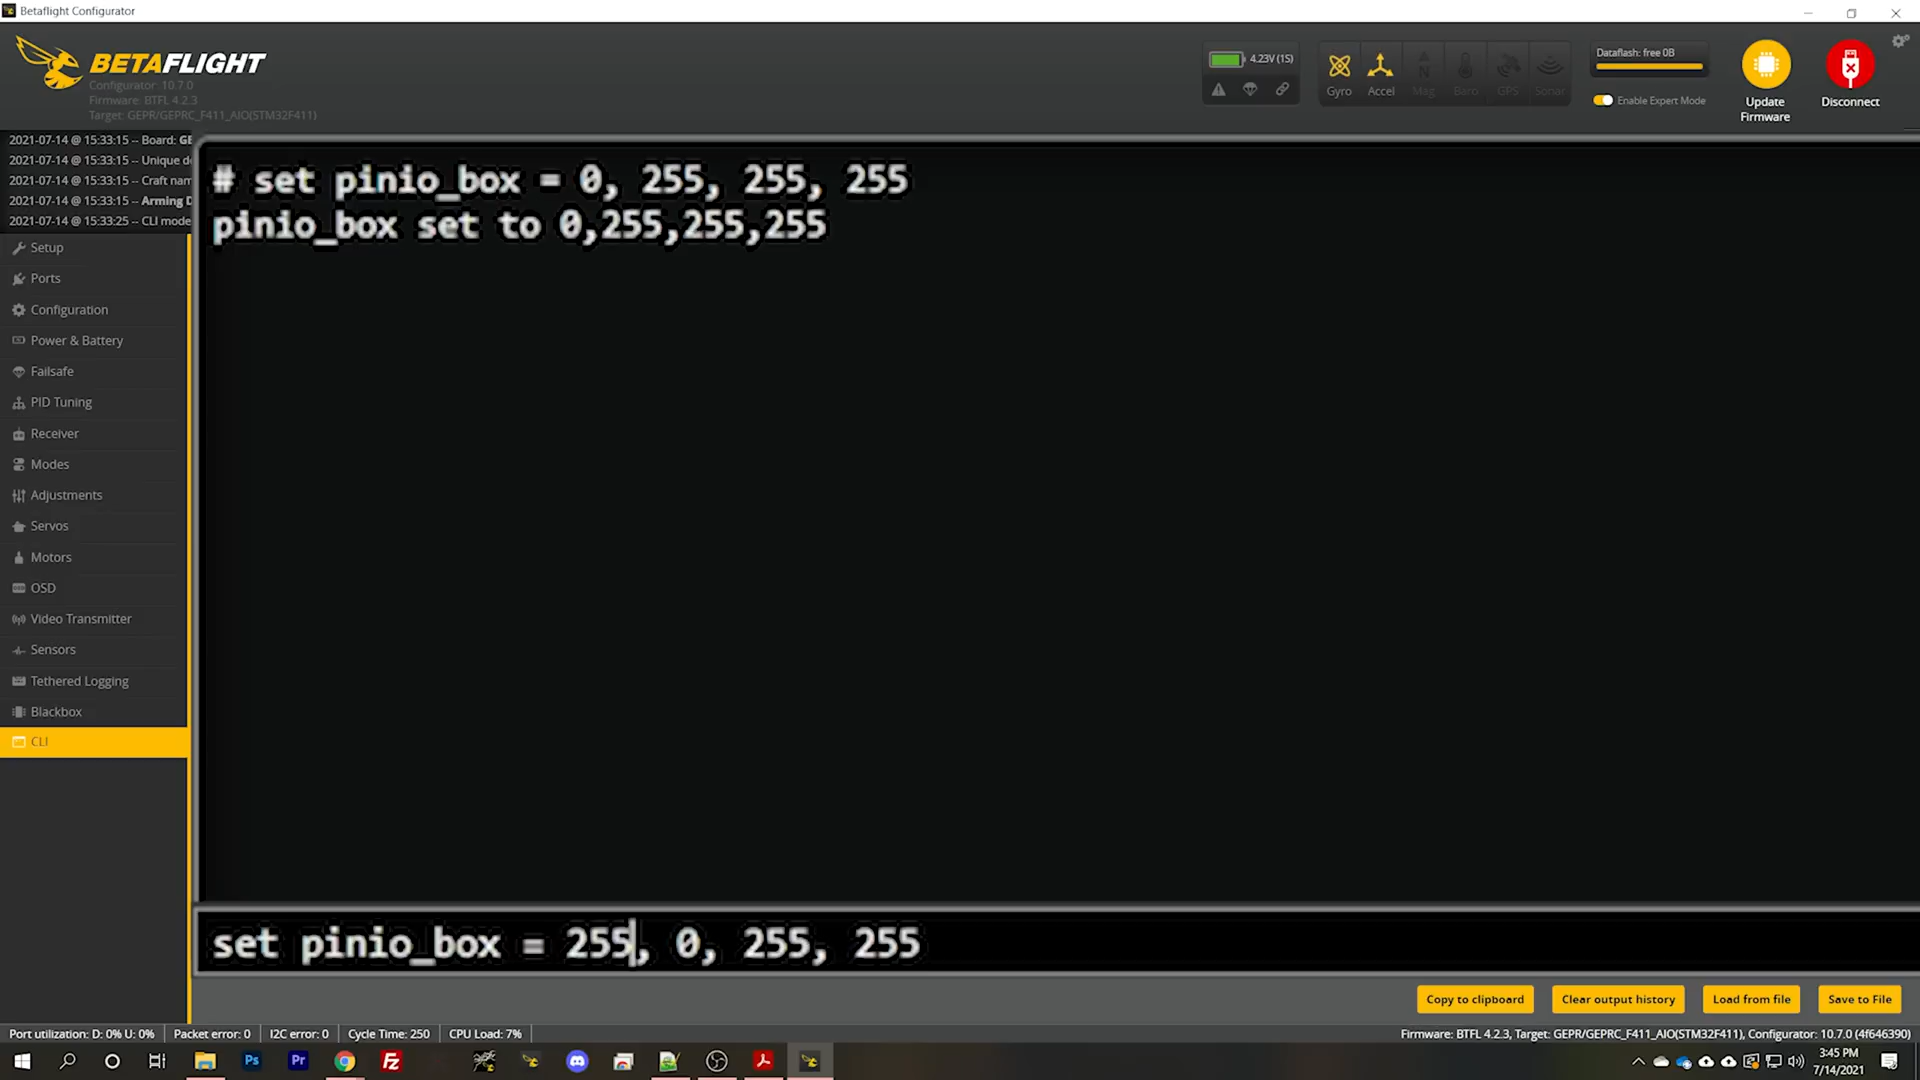 Betaflight Configurator
BETAFLIGHT
Configurator: 10.7.0
Firmware: BTFL 4.2.3
Target: GEPR/GEPRC_F411_AIO(STM32F411)
4.23V (1S)
Gyro
Accel
Mag
Baro
GPS
Sonar
Dataflash: free 0B
Enable Expert Mode
Update
Firmware
Disconnect
2021-07-14 @ 15:33:15 -- Board: GE
2021-07-14 @ 15:33:15 -- Unique de
2021-07-14 @ 15:33:15 -- Craft nam
2021-07-14 @ 15:33:15 -- Arming D
2021-07-14 @ 15:33:25 -- CLI mode
# set pinio_box = 0, 255, 255, 255
pinio_box set to 0,255,255,255
Setup
Ports
Configuration
Power & Battery
Failsafe
PID Tuning
Receiver
Modes
Adjustments
Servos
Motors
OSD
Video Transmitter
Sensors
Tethered Logging
Blackbox
CLI
set pinio_box = 255, 0, 255, 255
Copy to clipboard
Clear output history
Load from file
Save to File
Port utilization: D: 0% U: 0%
Packet error: 0
I2C error: 0
Cycle Time: 250
CPU Load: 7%
Firmware: BTFL 4.2.3, Target: GEPR/GEPRC_F411_AIO(STM32F411), Configurator: 10.7.0 (4f646390)
Ps
Pr
Fz
3:45 PM
7/14/2021